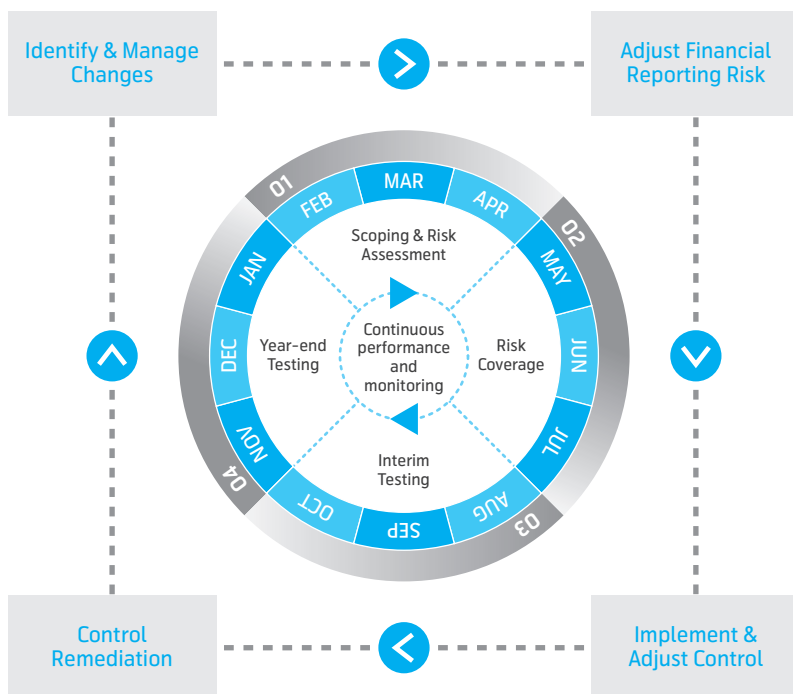 Identify & Manage
Changes
Adjust Financial
Reporting Risk
01
FEB
MAR
APR
02
MAY
JUN
JUL
03
AUG
SEP
OCT
04
NOV
DEC
JAN
Scoping & Risk
Assessment
Year-end
Testing
Continuous
performance
and
monitoring
Risk
Coverage
Interim
Testing
Control
Remediation
Implement &
Adjust Control